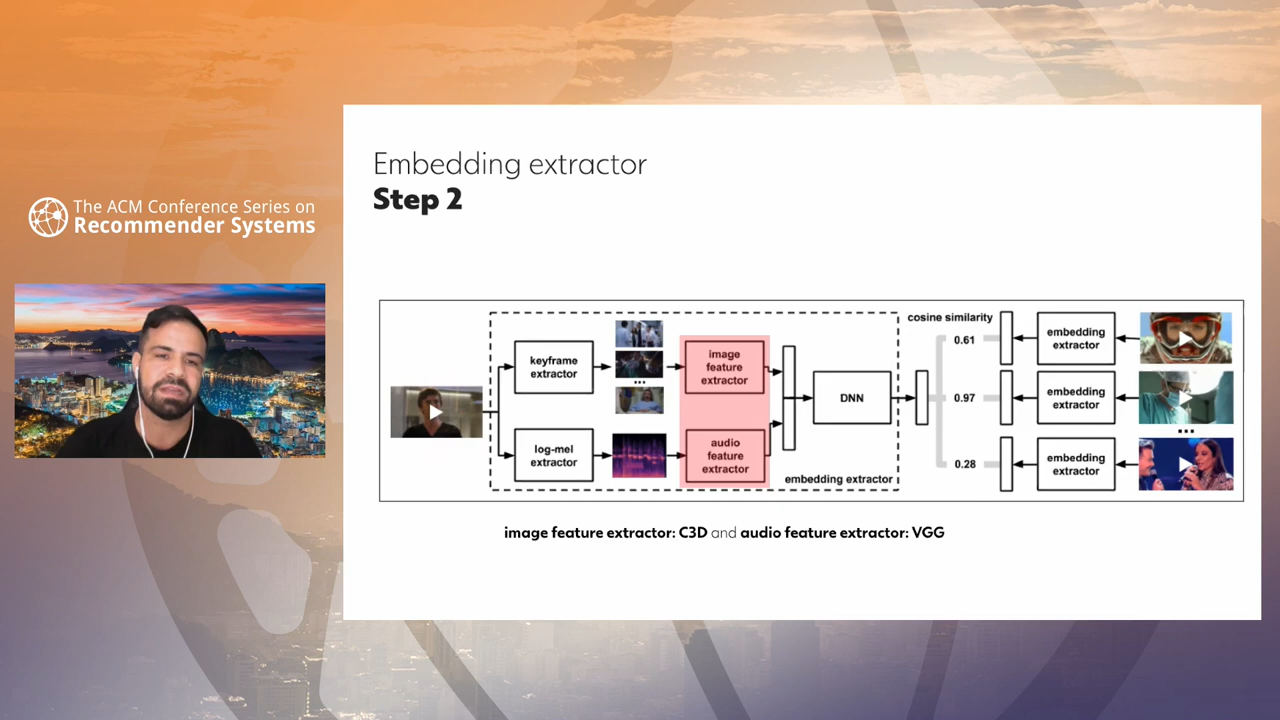 The ACM Conference Series on
Recommender Systems
Embedding extractor
Step 2
keyframe
extractor
...
image
feature
extractor
log-mel
extractor
audio
feature
extractor
DNN
embedding extractor
cosine similarity
0.61
0.97
0.28
embedding
extractor
embedding
extractor
...
embedding
extractor
image feature extractor: C3D and audio feature extractor: VGG